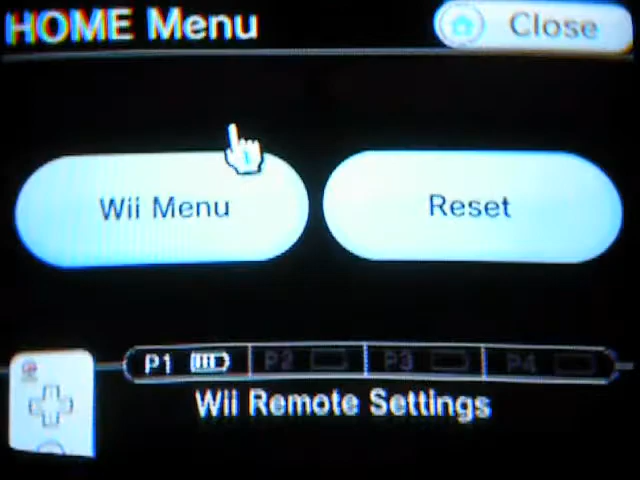 HOME Menu
Close
Wii Menu
Reset
P1 P2 P3 P4
Wii Remote Settings